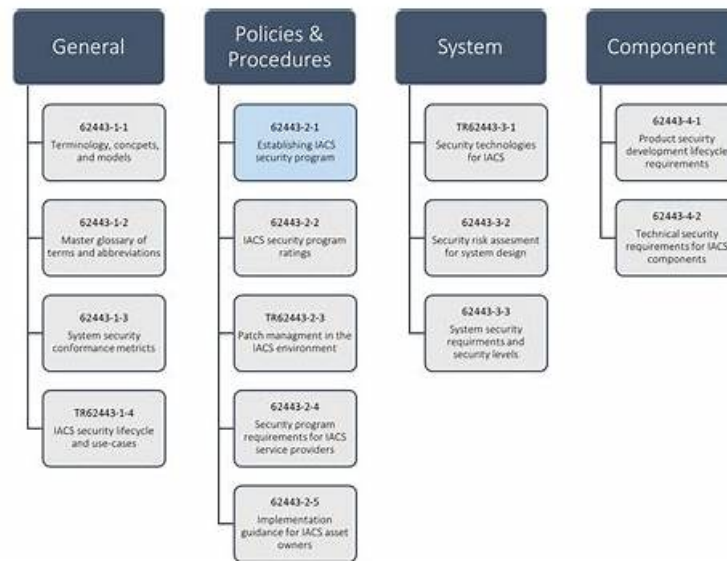 General
62443-1-1
Terminology, concpets,
and models
62443-1-2
Master glossary of
terms and abbreviations
62443-1-3
System security
conformance metricts
TR62443-1-4
IACS security lifecycle
and use-cases
Policies &
Procedures
62443-2-1
Establishing IACS
security program
62443-2-2
IACS security program
ratings
TR62443-2-3
Patch managment in the
IACS environment
62443-2-4
Security program
requirements for IACS
service providers
62443-2-5
Implementation
guidance for IACS asset
owners
System
TR62443-3-1
Security technologies
for IACS
62443-3-2
Security risk assesment
for system design
62443-3-3
System security
requirments and
security levels
Component
62443-4-1
Product secuirty
development lifecycle
requirements
62443-4-2
Technical security
requirements for IACS
components